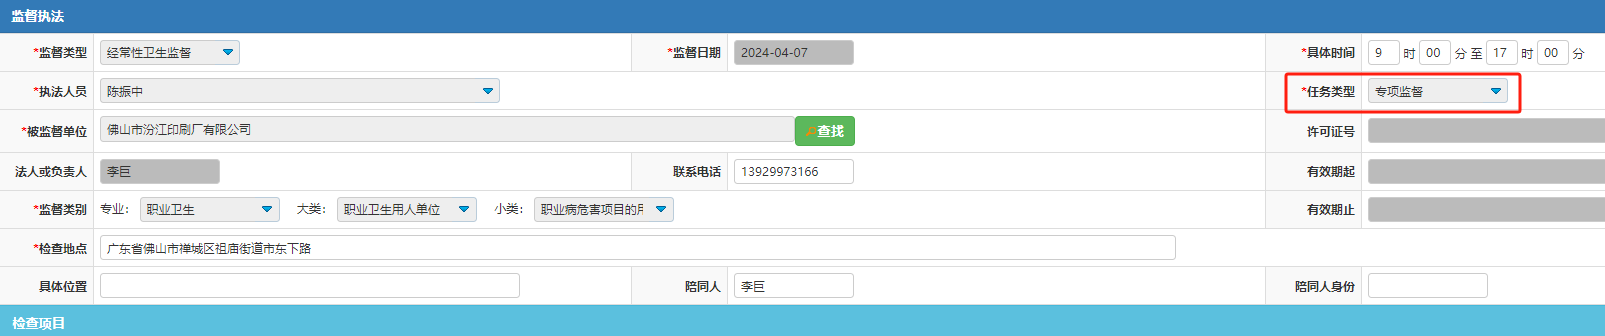 监督执法
*监督类型 经常性卫生监督 *监督日期 2024-04-07 *具体时间 9 时 00 分 至 17 时 00 分
*执法人员 陈振中 *任务类型 专项监督
*被监督单位 佛山市汾江印刷厂有限公司 查找 许可证号
法人或负责人 李巨 联系电话 13929973166 有效期起
*监督类别 专业： 职业卫生 大类： 职业卫生用人单位 小类： 职业病危害项目的用 有效期止
*检查地点 广东省佛山市禅城区祖庙街道市东下路
具体位置 陪同人 李巨 陪同人身份
检查项目